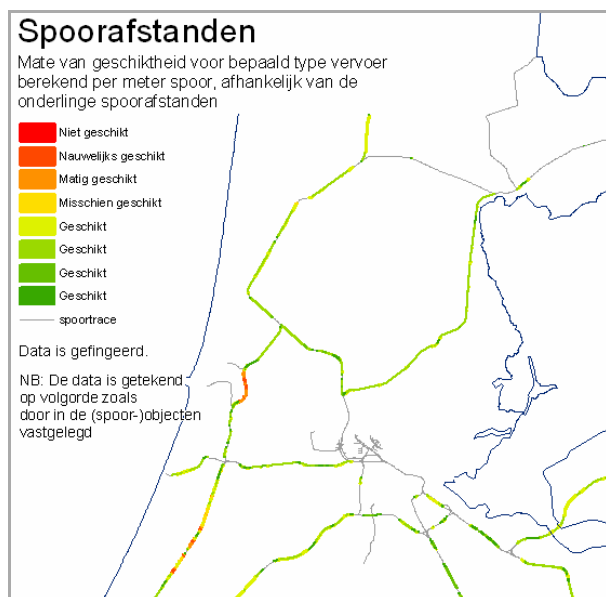 Spoorafstanden
Mate van geschiktheid voor bepaald type vervoer
berekend per meter spoor, afhankelijk van de
onderlinge spoorafstanden
Niet geschikt
Nauwelijks geschikt
Matig geschikt
Misschien geschikt
Geschikt
Geschikt
Geschikt
Geschikt
spoortrace
Data is gefingeerd.
NB: De data is getekend
op volgorde zoals
door in de (spoor-)objecten
vastgelegd